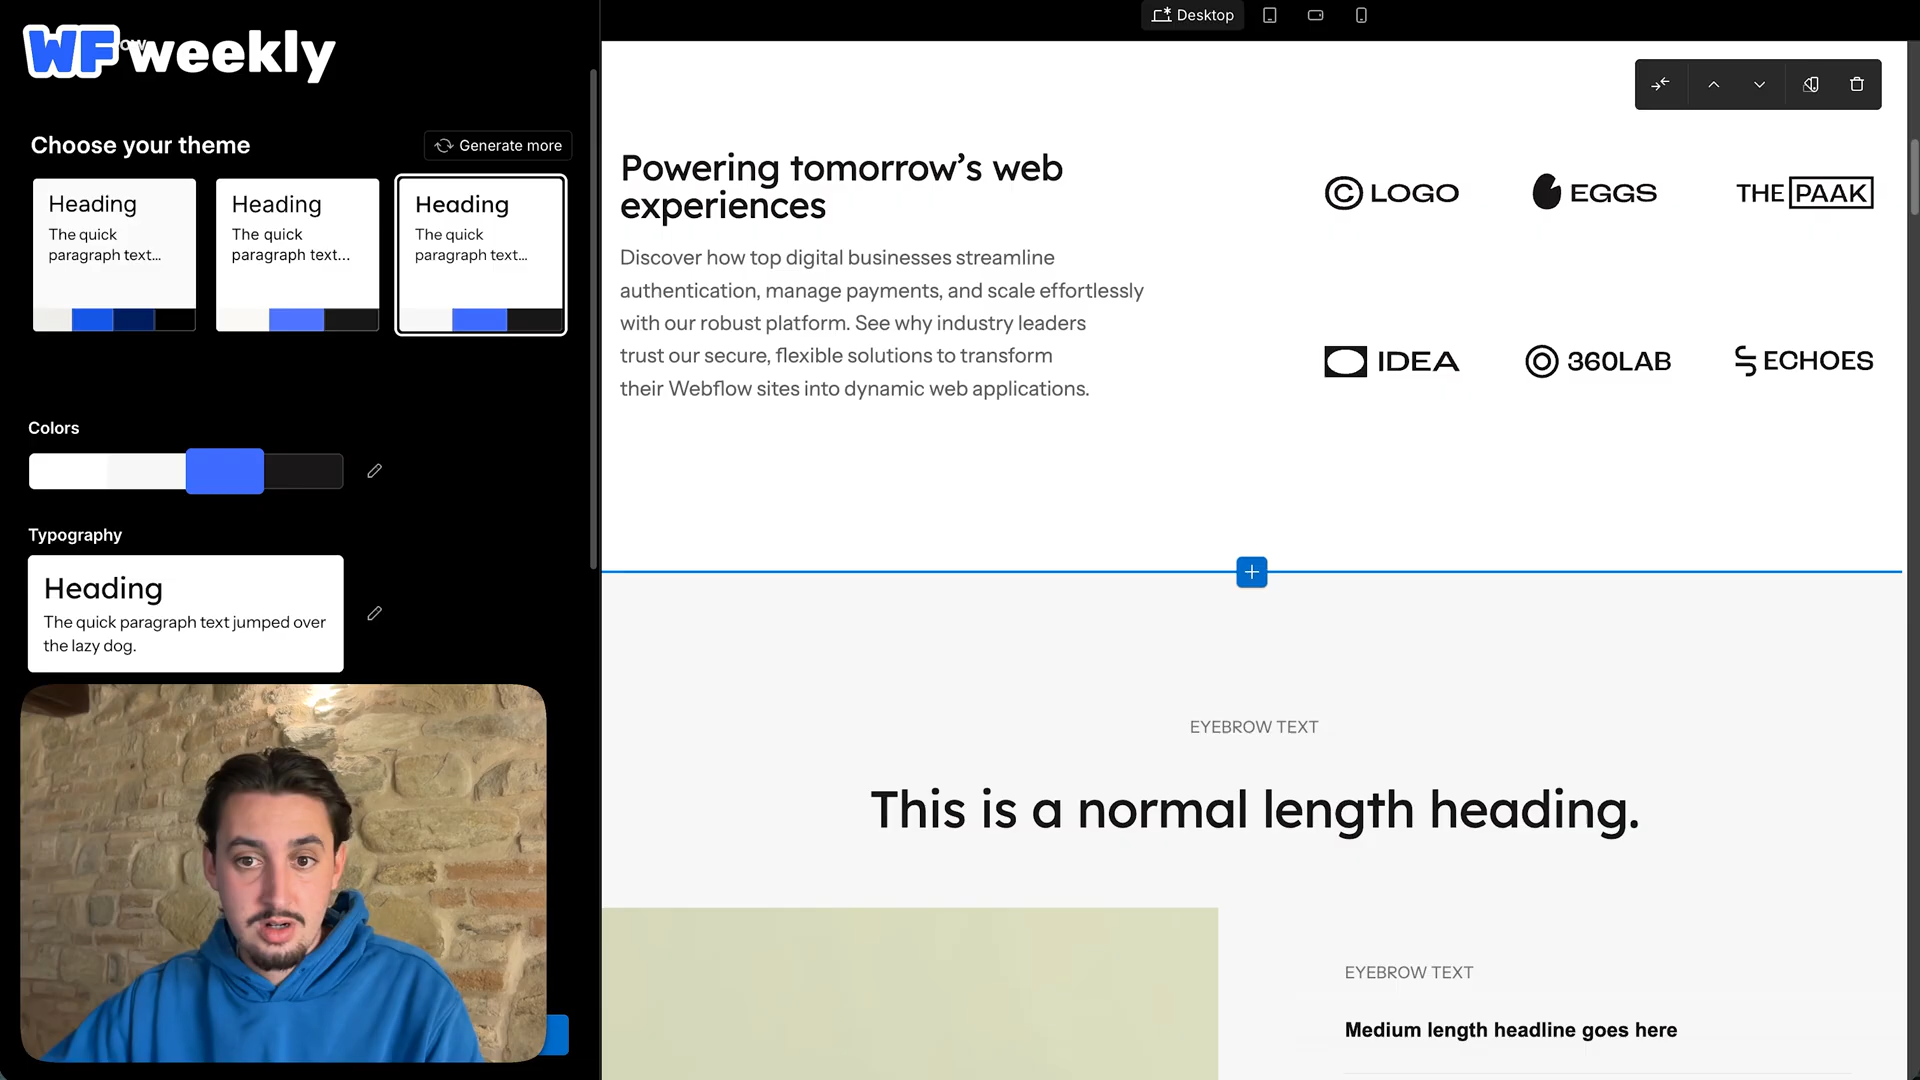 WF weekly
Desktop
Choose your theme
Generate more
Heading
The quick
paragraph text...
Heading
The quick
paragraph text...
Heading
The quick
paragraph text...
Colors
Typography
Heading
The quick paragraph text jumped over
the lazy dog.
Powering tomorrow’s web
experiences
Discover how top digital businesses streamline
authentication, manage payments, and scale effortlessly
with our robust platform. See why industry leaders
trust our secure, flexible solutions to transform
their Webflow sites into dynamic web applications.
LOGO
EGGS
THE PAAK
IDEA
360LAB
ECHOES
EYEBROW TEXT
This is a normal length heading.
EYEBROW TEXT
Medium length headline goes here